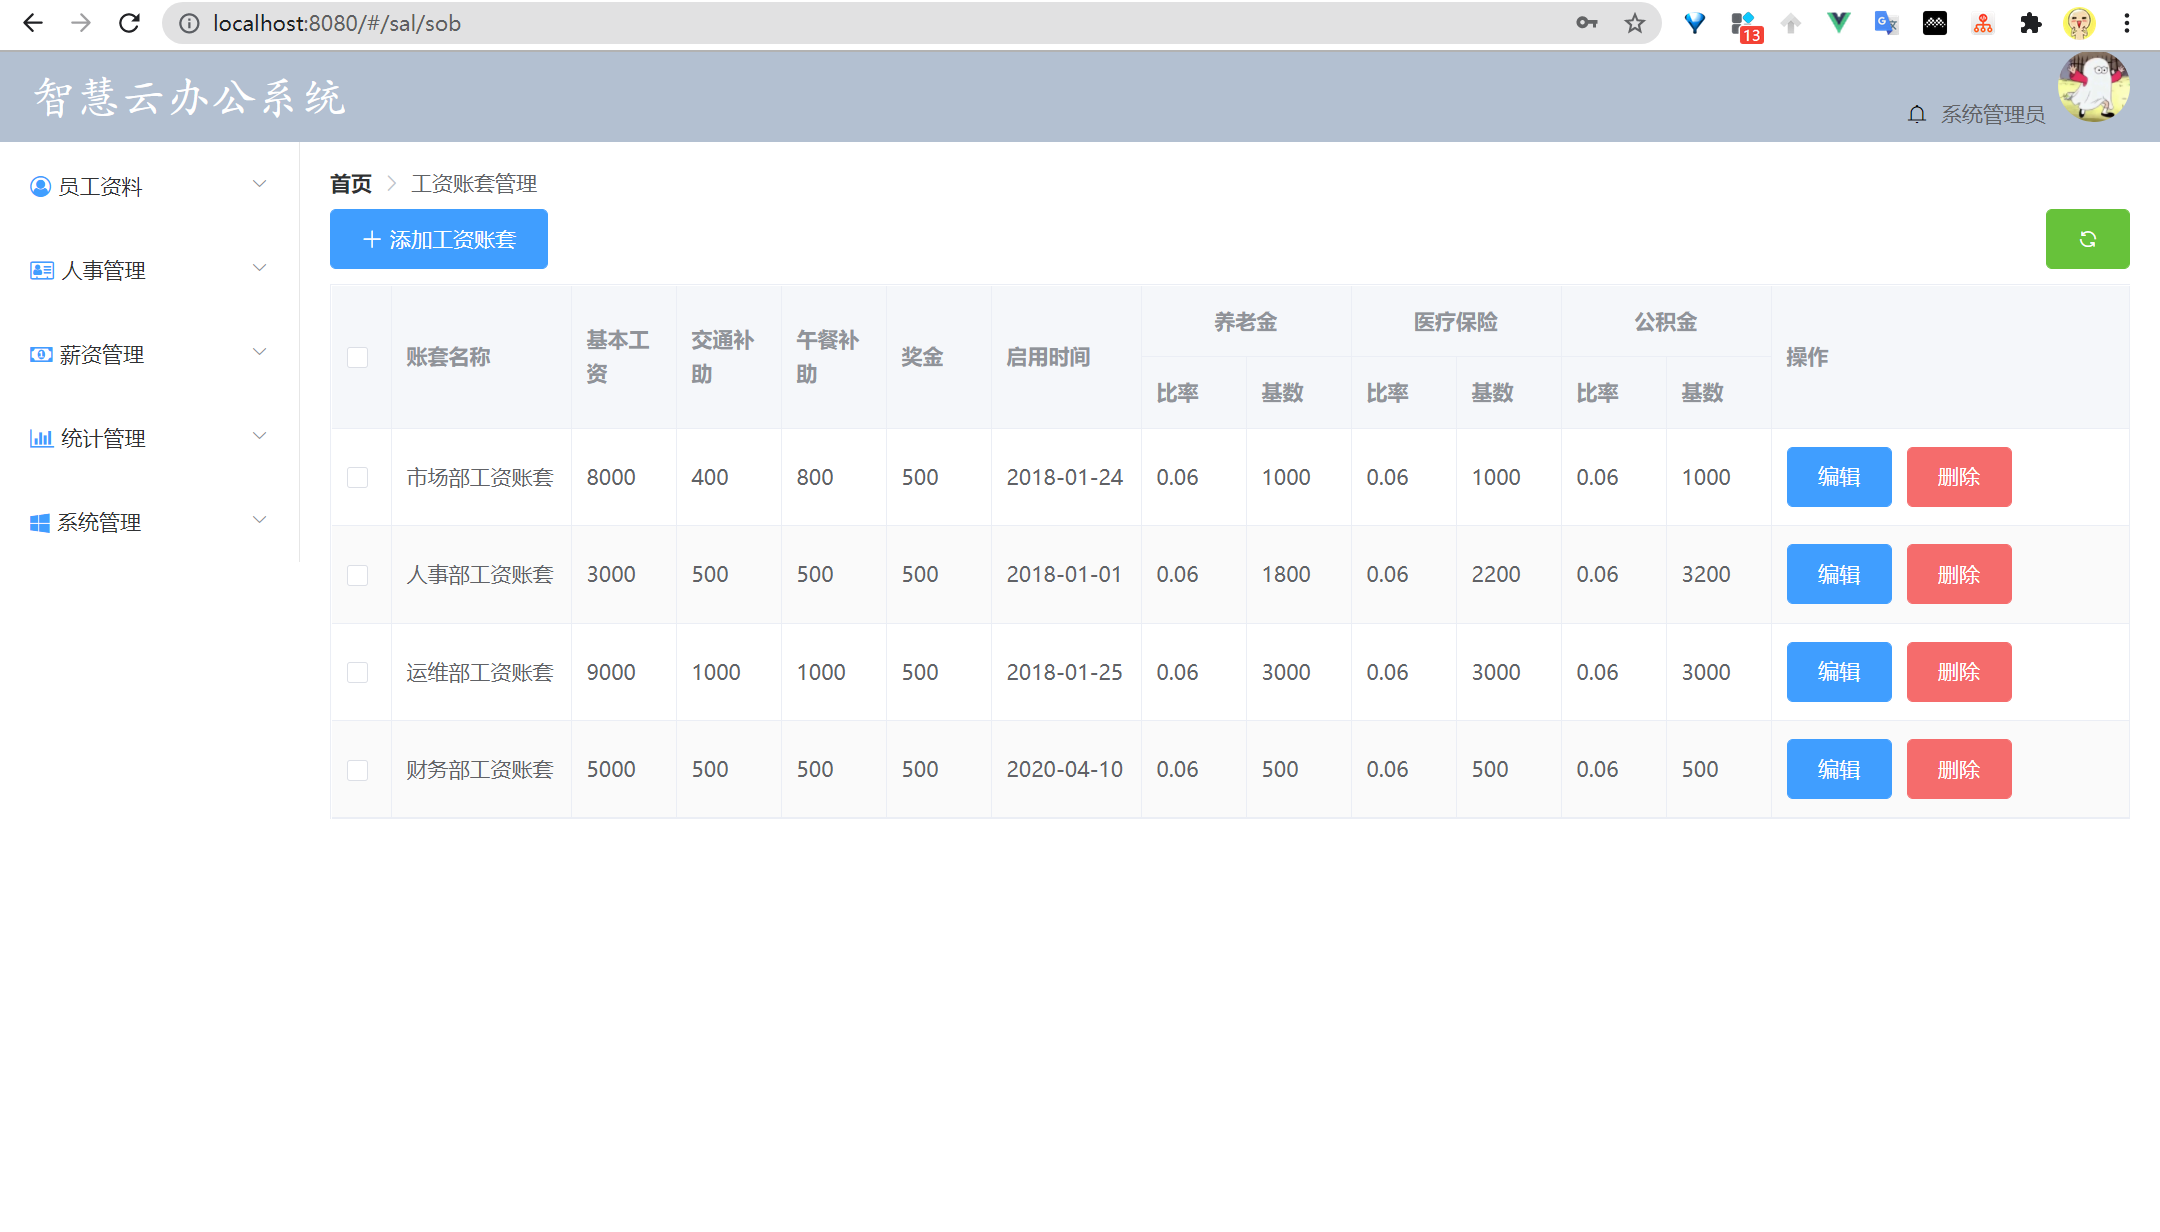 localhost:8080/#/sal/sob
13
智慧云办公系统
系统管理员
员工资料
人事管理
薪资管理
统计管理
系统管理
首页 工资账套管理
添加工资账套
账套名称 基本工资 交通补助 午餐补助 奖金 启用时间 养老金 医疗保险 公积金 操作
比率 基数 比率 基数 比率 基数
市场部工资账套 8000 400 800 500 2018-01-24 0.06 1000 0.06 1000 0.06 1000 编辑 删除
人事部工资账套 3000 500 500 500 2018-01-01 0.06 1800 0.06 2200 0.06 3200 编辑 删除
运维部工资账套 9000 1000 1000 500 2018-01-25 0.06 3000 0.06 3000 0.06 3000 编辑 删除
财务部工资账套 5000 500 500 500 2020-04-10 0.06 500 0.06 500 0.06 500 编辑 删除